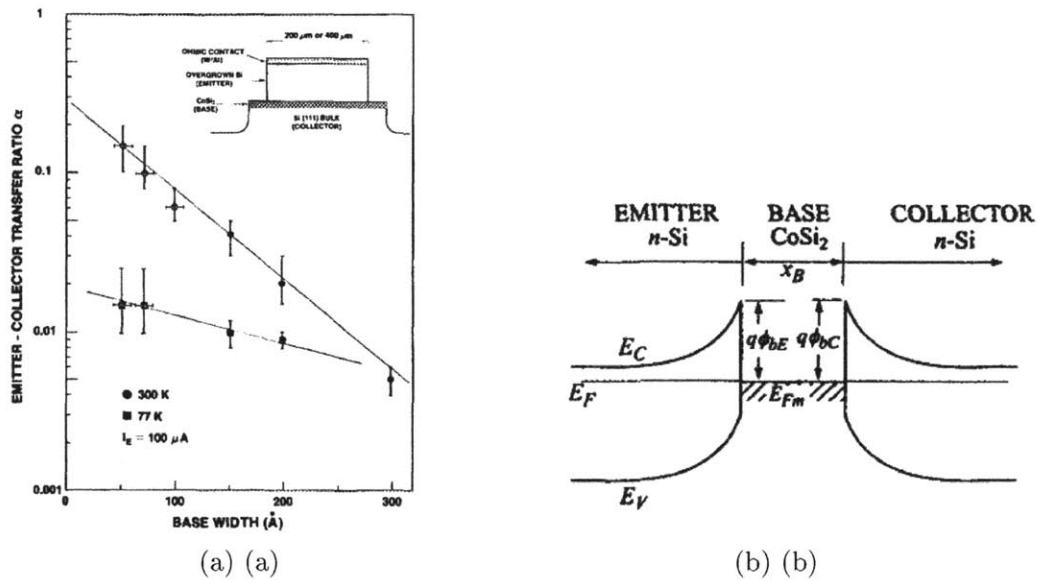 1
0.1
0.01
0.001
EMITTER - COLLECTOR TRANSFER RATIO α
200 μm or 400 μm
OHMIC CONTACT
OVERGROWN Si
(EMITTER)
CoSi₂
(BASE)
Si (111) BULK
(COLLECTOR)
300 K
77 K
I_E = 100 μA
0
100
200
300
BASE WIDTH (Å)
(a) (a)
EMITTER
n-Si
BASE
CoSi₂
COLLECTOR
n-Si
x_B
E_C
qϕ_bE
qϕ_bC
E_F
E_Fm
E_V
(b) (b)